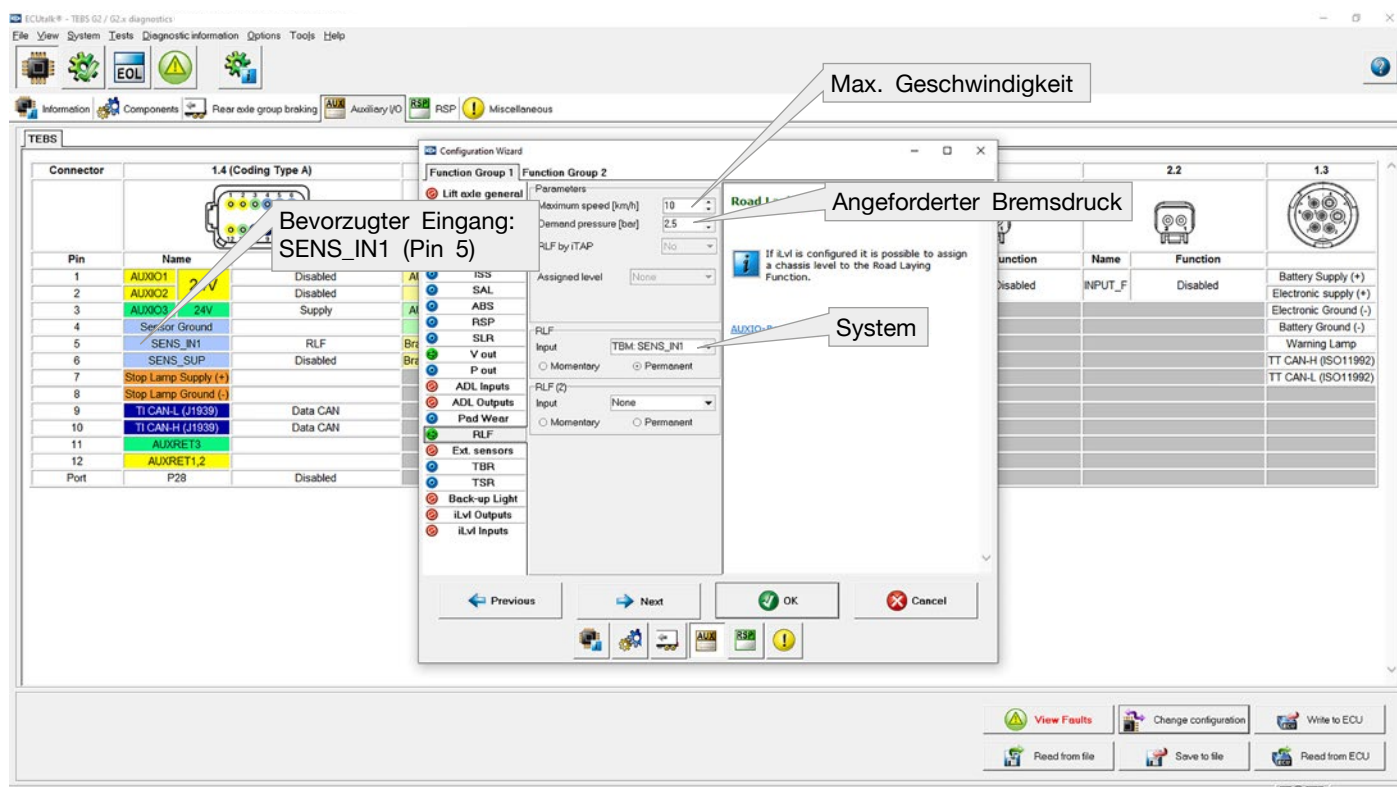 ECUtalk® - TEBS G2 / G2.x diagnostics
File View System Tests Diagnostic information Options Tools Help
EOL
Max. Geschwindigkeit
Information Components Rear axle group braking AUX Auxiliary I/O RSP RSP Miscellaneous
TEBS
Configuration Wizard
Connector 1.4 (Coding Type A) 2.2 1.3
Function Group 1 Function Group 2
Lift axle general
Parameters
Maximum speed [km/h] 10
Angeforderter Bremsdruck
Demand pressure [bar] 2.5
Bevorzugter Eingang:
SENS_IN1 (Pin 5)
RLF by iTAP No
If iLvl is configured it is possible to assign
a chassis level to the Road Laying
Function.
Pin Name Name Function
ISS Assigned level None
1 AUXIO1 24V Disabled Disabled INPUT_F Disabled Battery Supply (+)
2 AUXIO2 Disabled SAL Electronic supply (+)
3 AUXIO3 24V Supply ABS Electronic Ground (-)
4 Sensor Ground RSP RLF System Battery Ground (-)
5 SENS_IN1 RLF SLR Input TBM: SENS_IN1 Warning Lamp
6 SENS_SUP Disabled V out Momentary Permanent TT CAN-H (ISO11992)
7 Stop Lamp Supply (+) P out TT CAN-L (ISO11992)
8 Stop Lamp Ground (-) ADL Inputs RLF (2)
9 TI CAN-L (J1939) Data CAN ADL Outputs Input None
10 TI CAN-H (J1939) Data CAN Pad Wear Momentary Permanent
11 AUXRET3 RLF
12 AUXRET1,2 Ext. sensors
Port P28 Disabled TBR
TSR
Back-up Light
iLvl Outputs
iLvl Inputs
Previous Next OK Cancel
AUX RSP
View Faults Change configuration Write to ECU
Read from file Save to file Read from ECU